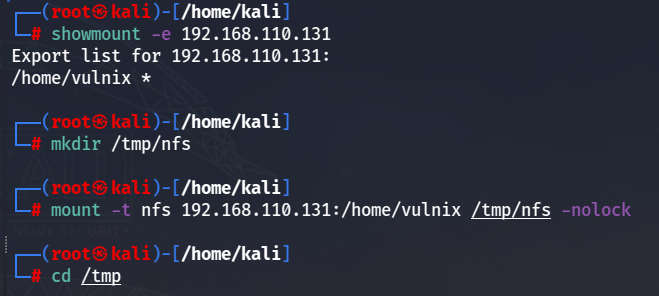 ┌──(root㉿kali)-[/home/kali]
└─# showmount -e 192.168.110.131
Export list for 192.168.110.131:
/home/vulnix *
┌──(root㉿kali)-[/home/kali]
└─# mkdir /tmp/nfs
┌──(root㉿kali)-[/home/kali]
└─# mount -t nfs 192.168.110.131:/home/vulnix /tmp/nfs -nolock
┌──(root㉿kali)-[/home/kali]
└─# cd /tmp